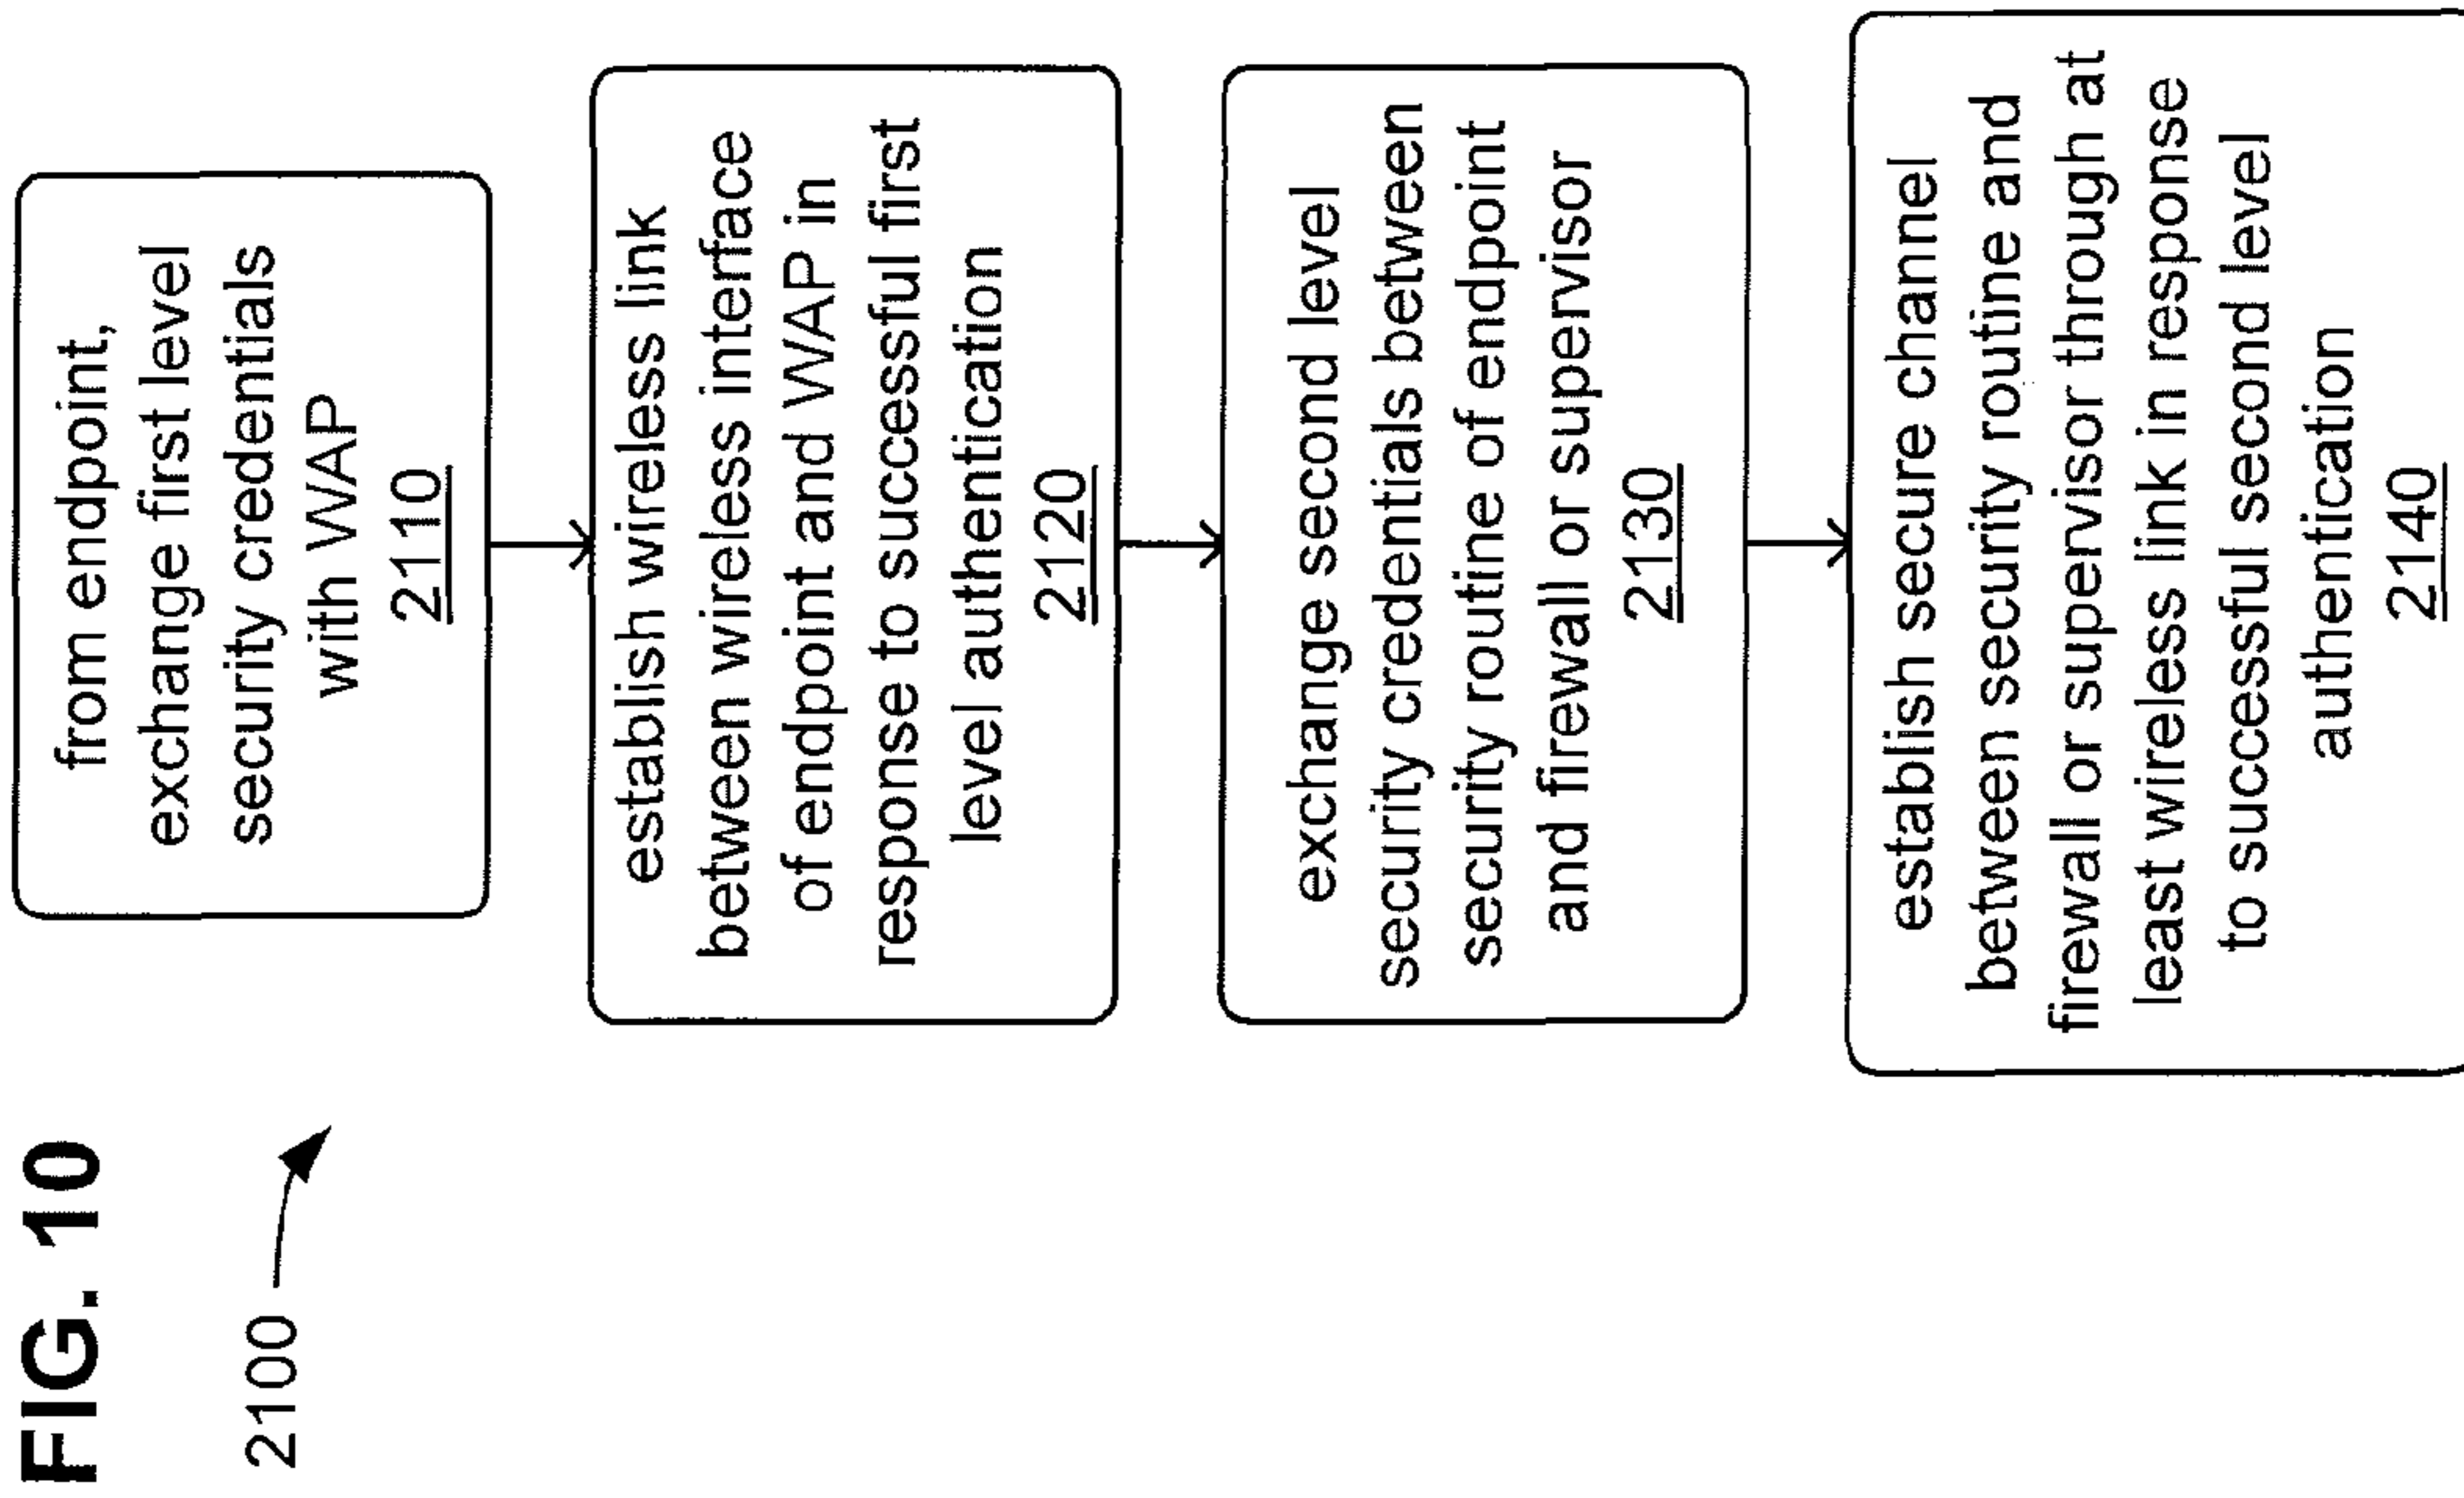 FIG. 10
2100
from endpoint,
exchange first level
security credentials
with WAP
2110
establish wireless link
between wireless interface
of endpoint and WAP in
response to successful first
level authentication
2120
exchange second level
security credentials between
security routine of endpoint
and firewall or supervisor
2130
establish secure channel
between security routine and
firewall or supervisor through at
least wireless link in response
to successful second level
authentication
2140